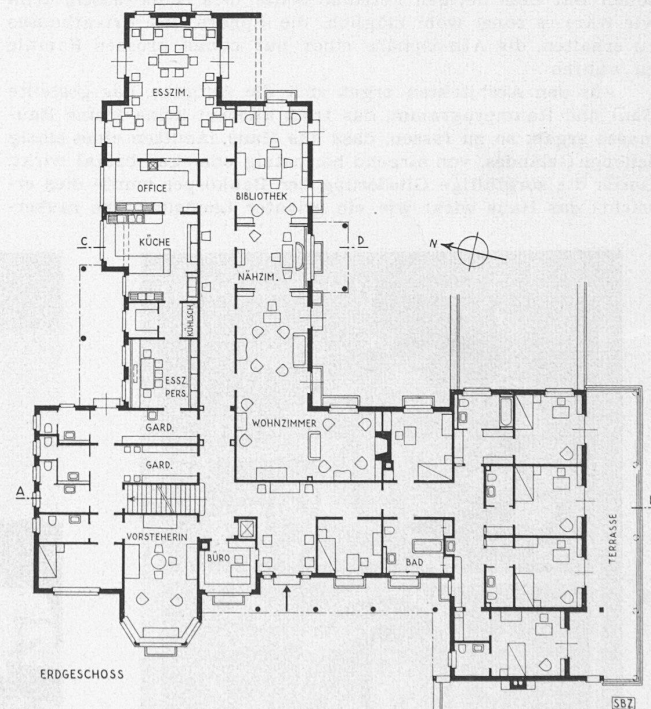 ESSZIM.
OFFICE
BIBLIOTHEK
C
KÜCHE
D
N
NÄHZIM.
KÜHLSCH.
ESSZ.
PERS.
GARD.
WOHNZIMMER
GARD.
A
VORSTEHERIN
TERRASSE
BÜRO
BAD
ERDGESCHOSS
SBZ